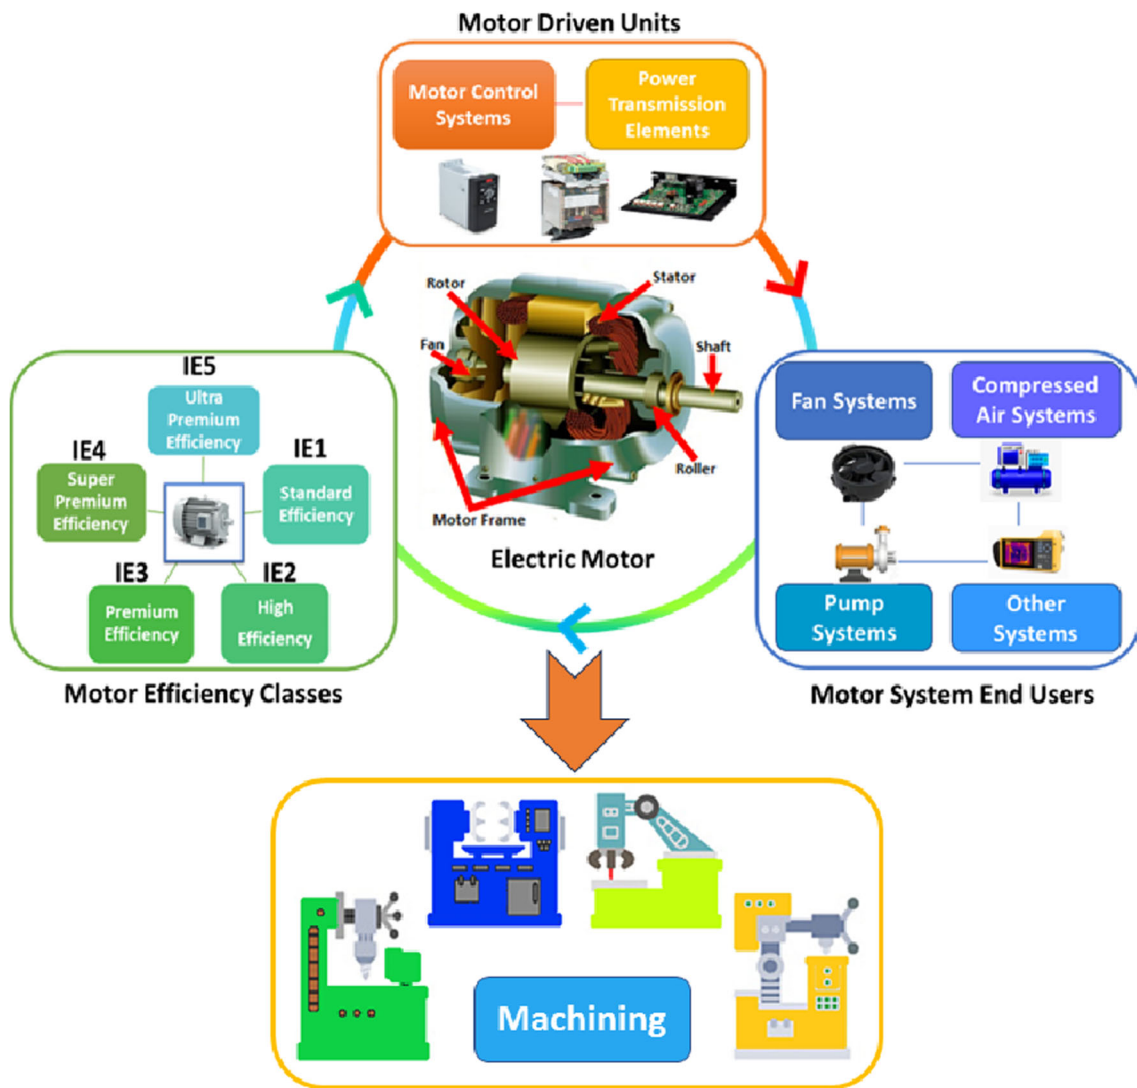 Motor Driven Units
Motor Control
Systems
Power
Transmission
Elements
Rotor
Stator
Fan
Shaft
Roller
Motor Frame
Electric Motor
IE5
Ultra
Premium
Efficiency
IE4
Super
Premium
Efficiency
IE1
Standard
Efficiency
IE3
Premium
Efficiency
IE2
High
Efficiency
Motor Efficiency Classes
Fan Systems
Compressed
Air Systems
Pump
Systems
Other
Systems
Motor System End Users
Machining